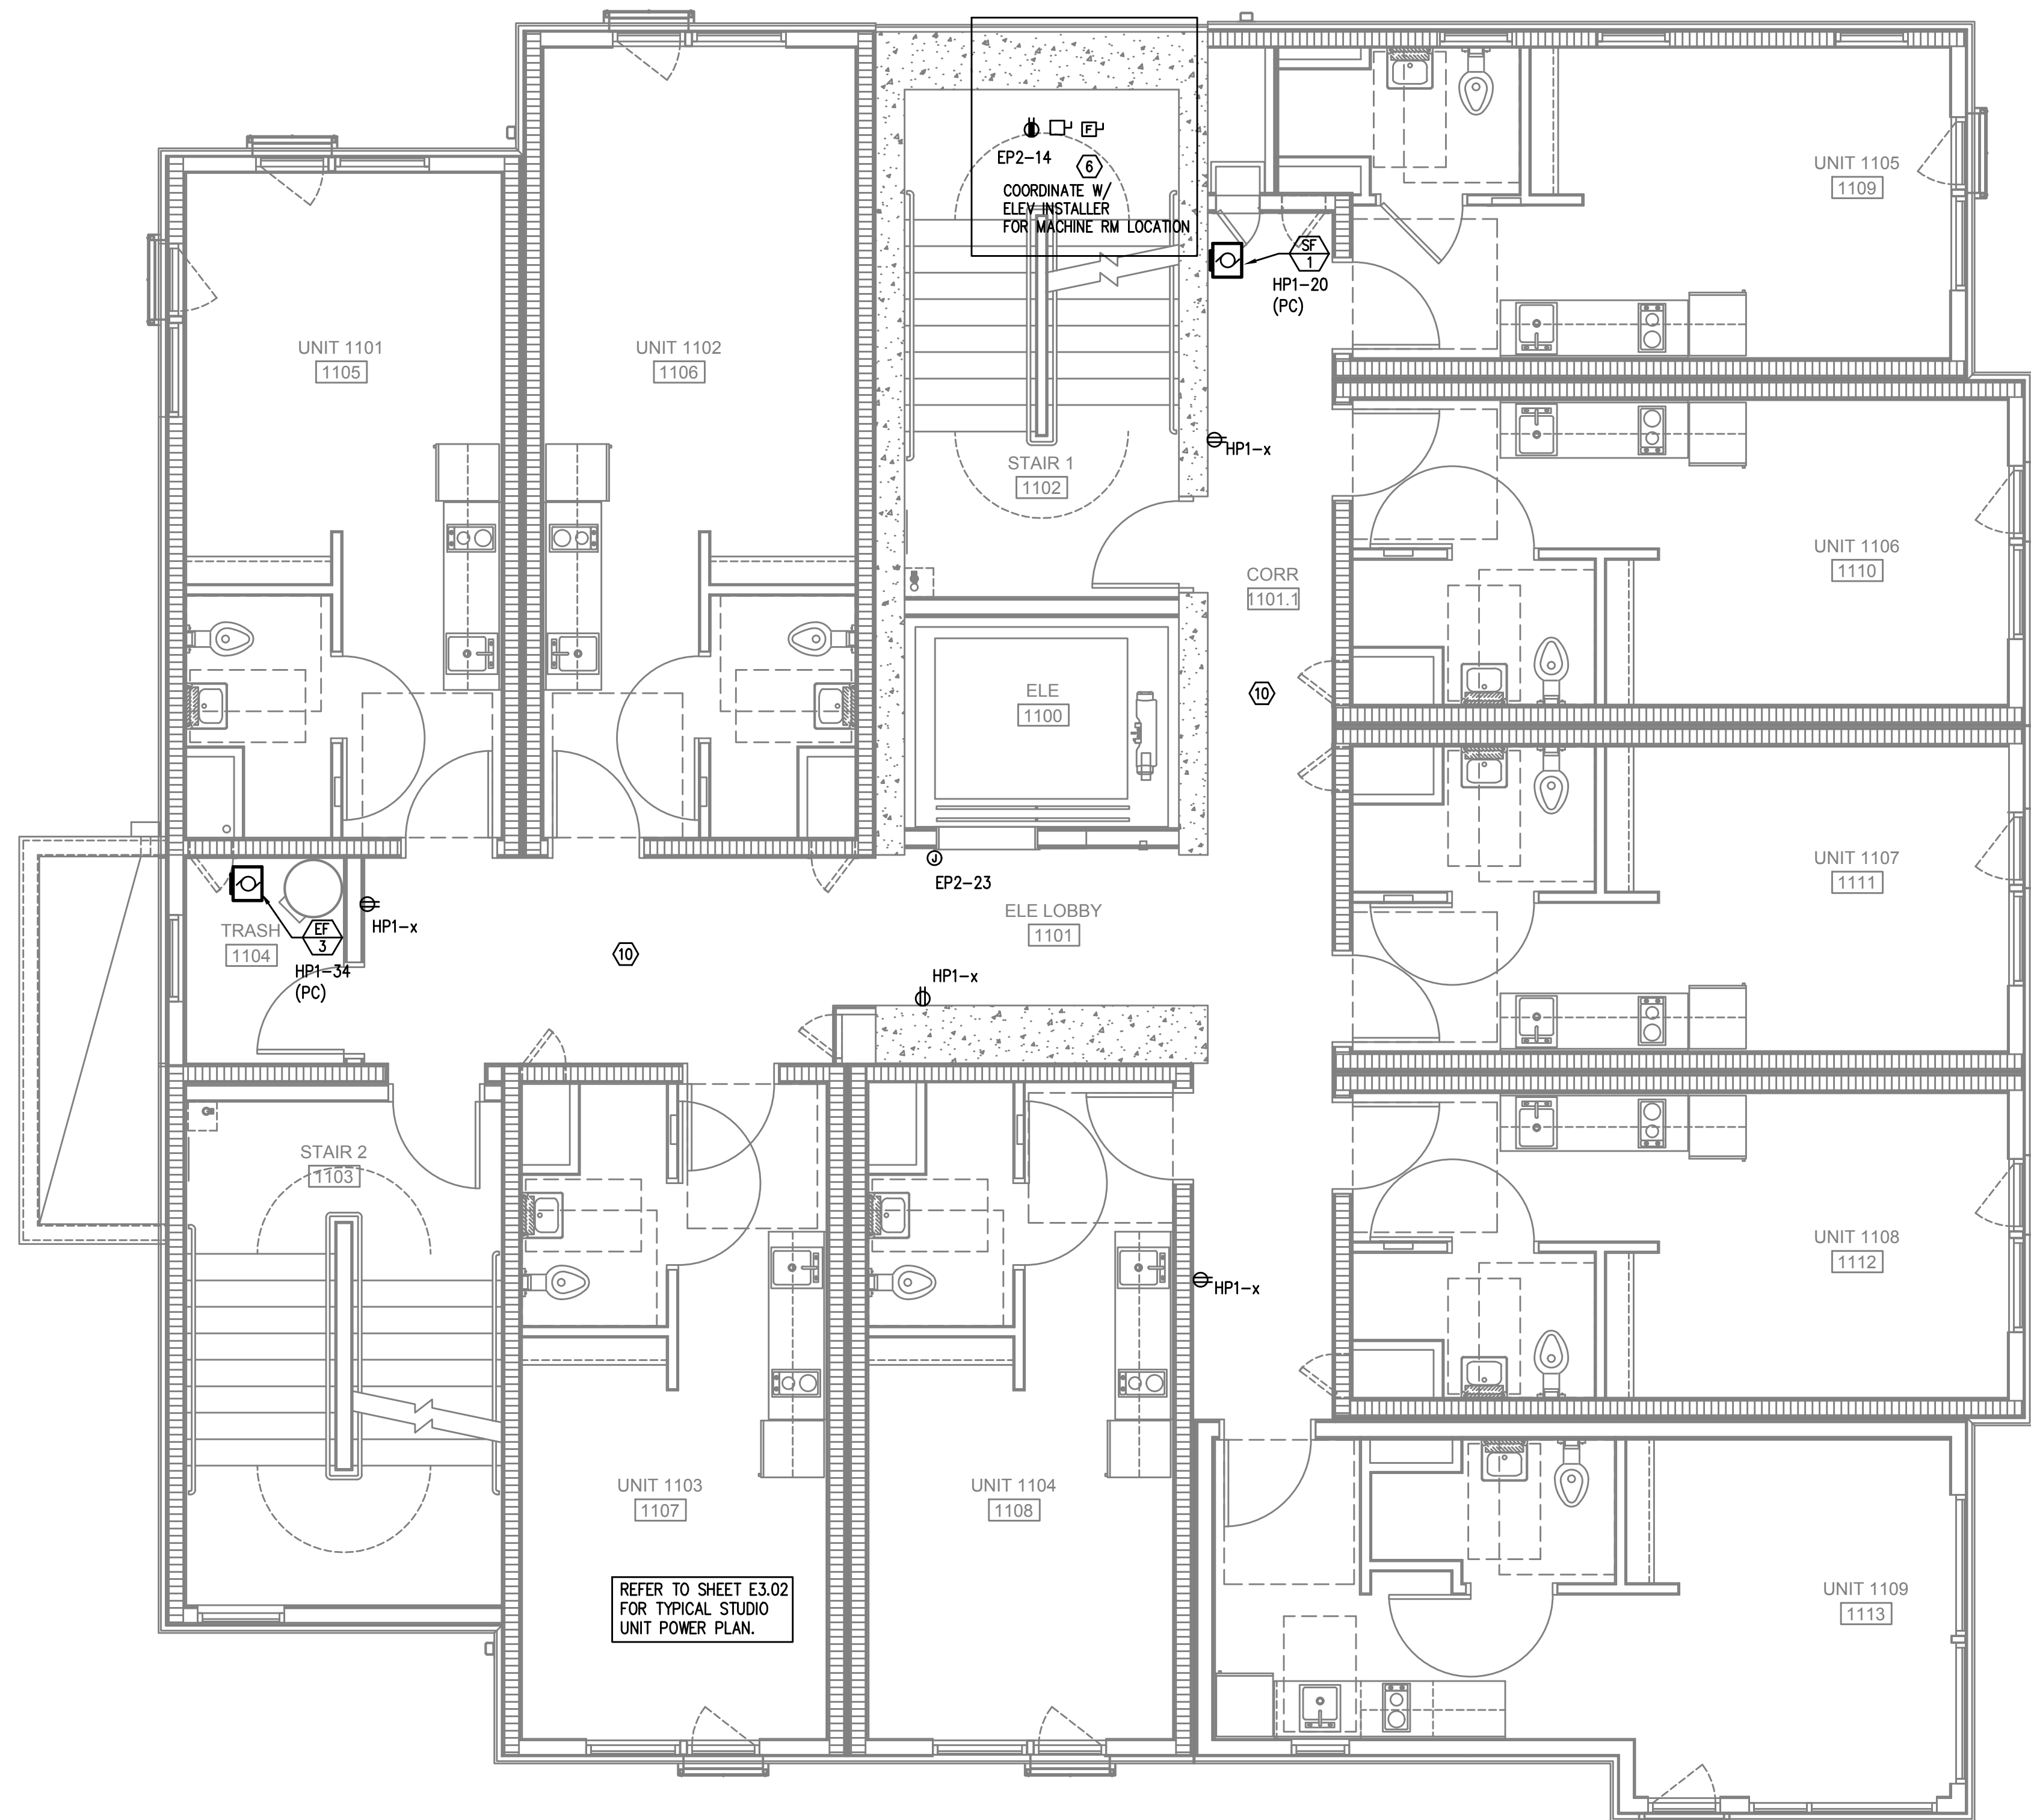 EP2-14
F
6
COORDINATE W/
ELEV INSTALLER
FOR MACHINE RM LOCATION
UNIT 1105
1109
SF
1
HP1-20
(PC)
UNIT 1101
1105
UNIT 1102
1106
HP1-x
STAIR 1
1102
UNIT 1106
1110
CORR
1101.1
ELE
1100
10
UNIT 1107
1111
J
EP2-23
ELE LOBBY
1101
HP1-x
TRASH
1104
EF
3
HP1-34
(PC)
10
HP1-x
STAIR 2
1103
UNIT 1108
1112
HP1-x
UNIT 1103
1107
UNIT 1104
1108
REFER TO SHEET E3.02
FOR TYPICAL STUDIO
UNIT POWER PLAN.
UNIT 1109
1113